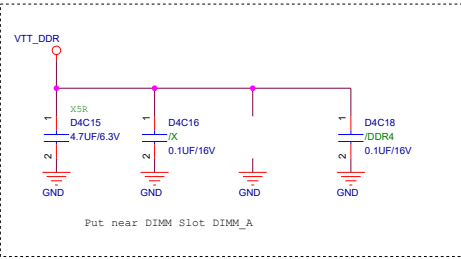 VTT_DDR
X5R
1
D4C15
4.7UF/6.3V
2
GND
1
D4C16
/X
0.1UF/16V
2
GND
GND
1
D4C18
/DDR4
0.1UF/16V
2
GND
Put near DIMM Slot DIMM_A